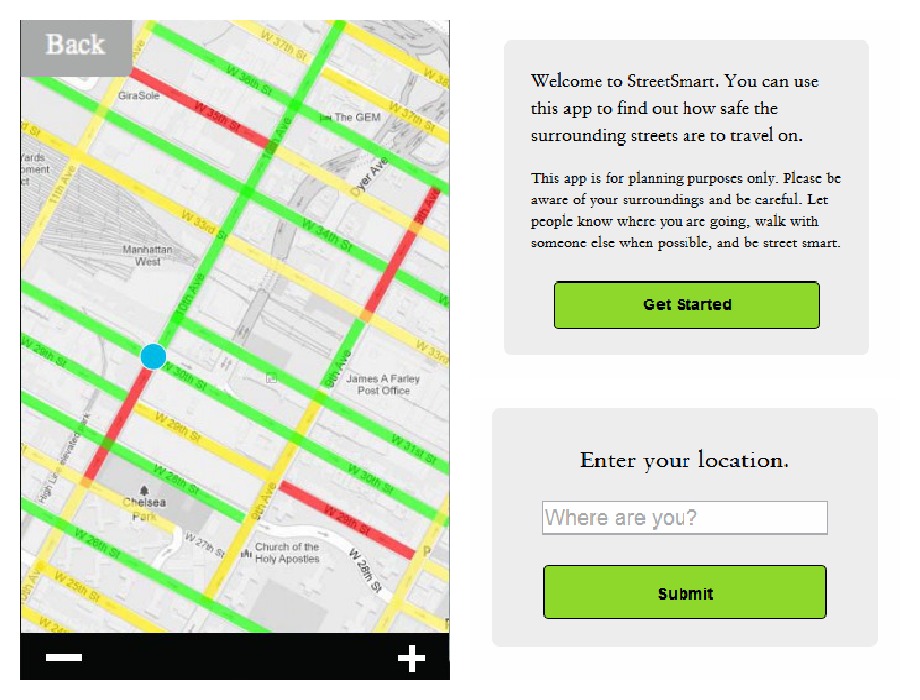 Back
W 37th St
W 36th St
GiraSole
W 35th St
The GEM
W 37th St
10th Ave
Dyer Ave
11th Ave
W 33rd St
W 34th St
9th Ave
Manhattan
West
10th Ave
W 33rd
James A Farley
Post Office
9th Ave
W 29th St
W 30th St
W 29th St
W 31st St
W 30th St
High Line elevated park
W 28th St
Chelsea
Park
9th Ave
W 29th St
W 27th St
Church of the
Holy Apostles
W 28th St
W 26th St
W 25th St
Welcome to StreetSmart. You can use
this app to find out how safe the
surrounding streets are to travel on.
This app is for planning purposes only. Please be
aware of your surroundings and be careful. Let
people know where you are going, walk with
someone else when possible, and be street smart.
Get Started
Enter your location.
Where are you?
Submit